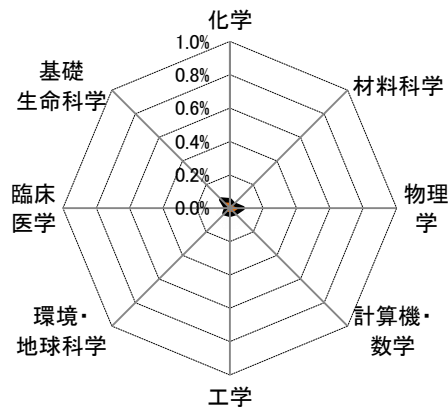 化学
1.0%
0.8%
0.6%
0.4%
0.2%
0.0%
材料科学
物理
学
計算機・
数学
工学
環境・
地球科学
臨床
医学
基礎
生命科学